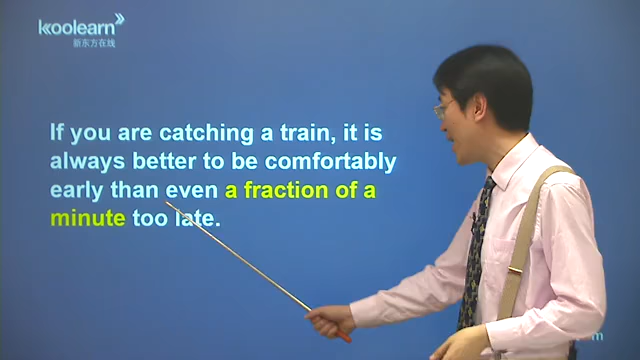 koolearn
新东方在线
If you are catching a train, it is
always better to be comfortably
early than even a fraction of a
minute too late.
m